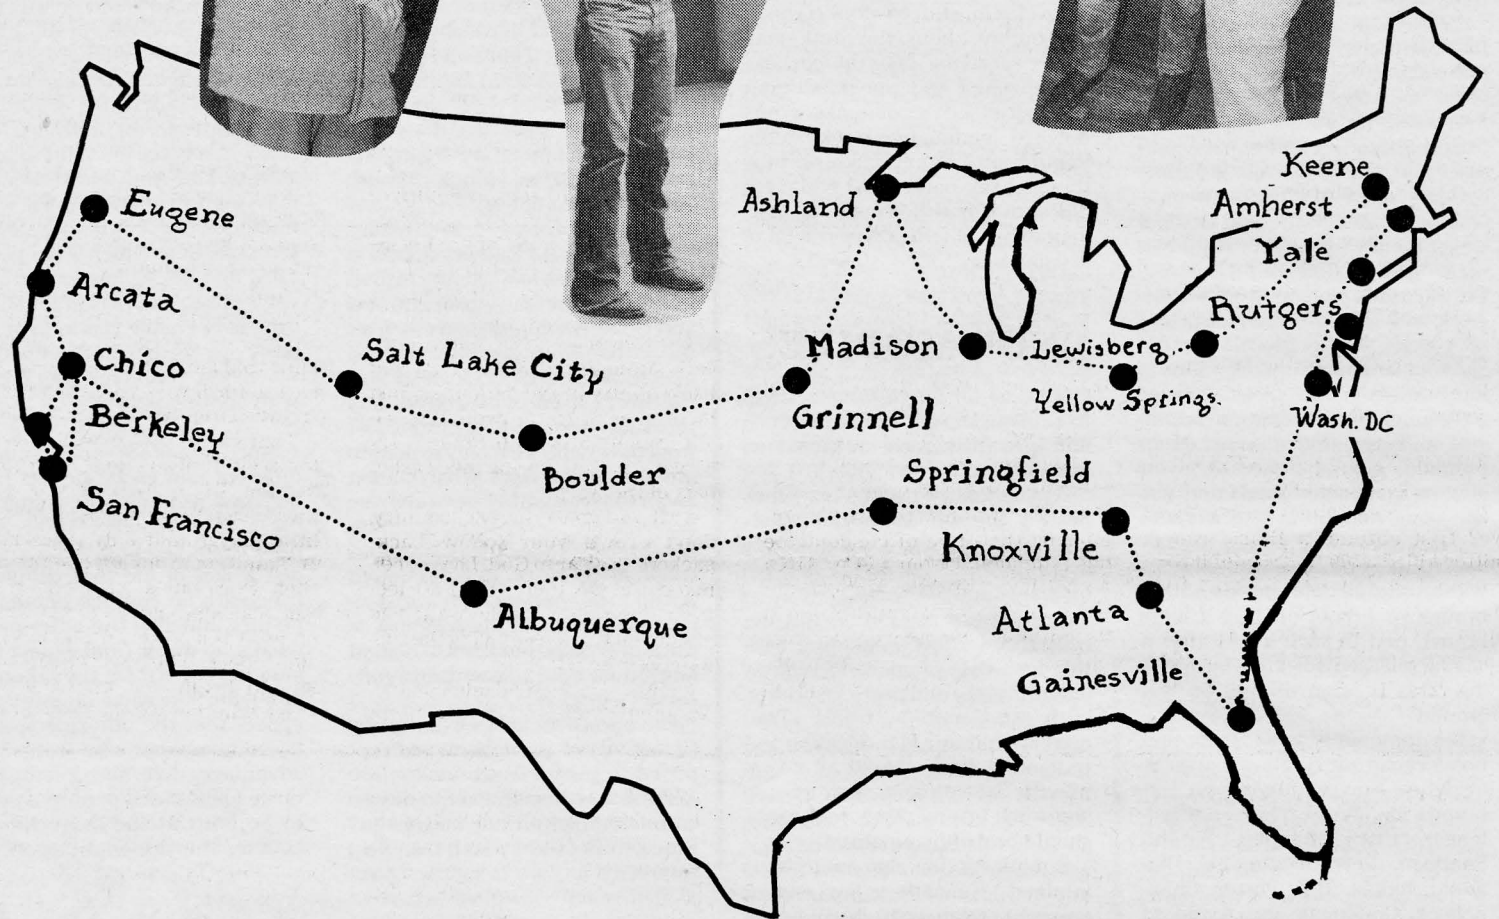 Keene
Ashland
Amherst
Eugene
Yale
Arcata
Rutgers
Chico
Salt Lake City
Madison
Lewisberg
Yellow Springs.
Grinnell
Wash. DC
Berkeley
Boulder
Springfield
San Francisco
Knoxville
Albuquerque
Atlanta
Gainesville